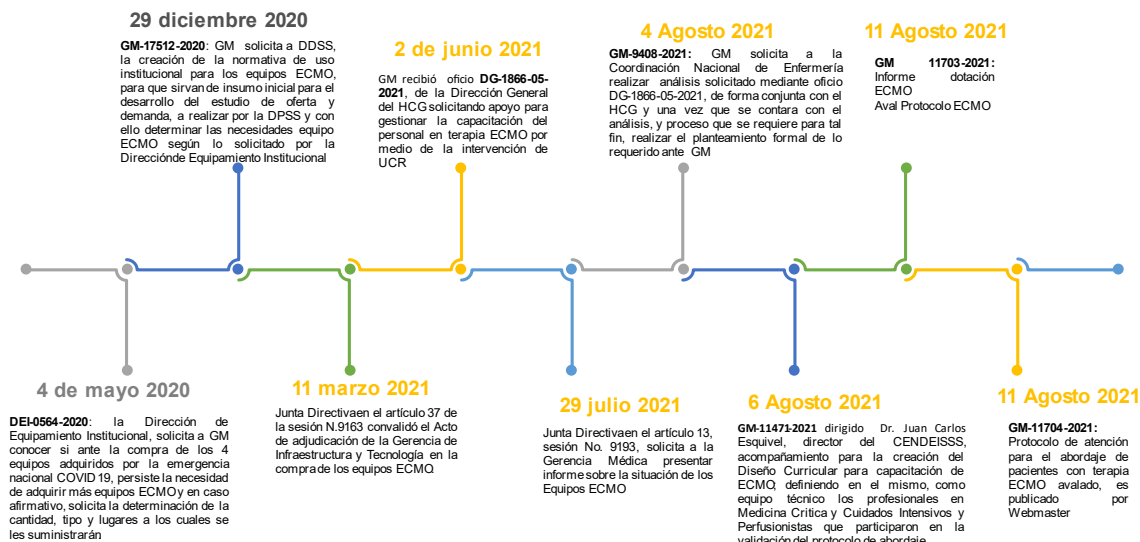 29 diciembre 2020
GM-17512-2020: GM solicita a DDSS,
la creación de la normativa de uso
institucional para los equipos ECMO,
para que sirvan de insumo inicial para el
desarrollo del estudio de oferta y
demanda, a realizar por la DPSS y con
ello determinar las necesidades equipo
ECMO según lo solicitado por la
Direcciónde Equipamiento Institucional
2 de junio 2021
GM recibió oficio DG-1866-05-
2021, de la Dirección General
del HCG solicitando apoyo para
gestionar la capacitación del
personal en terapia ECMO por
medio de la intervención de
UCR
4 Agosto 2021
GM-9408-2021: GM solicita a la
Coordinación Nacional de Enfermería
realizar análisis solicitado mediante oficio
DG-1866-05-2021, de forma conjunta con el
HCG y una vez que se contara con el
análisis, y proceso que se requiere para tal
fin, realizar el planteamiento formal de lo
requerido ante GM
11 Agosto 2021
GM 11703-2021:
Informe dotación
ECMO
Aval Protocolo ECMO
4 de mayo 2020
DEI-0564-2020: la Dirección de
Equipamiento Institucional, solicita a GM
conocer si ante la compra de los 4
equipos adquiridos por la emergencia
nacional COVID 19, persiste la necesidad
de adquirir más equipos ECMO y en caso
afirmativo, solicita la determinación de la
cantidad, tipo y lugares a los cuales se
les suministrarán
11 marzo 2021
Junta Directivaen el artículo 37 de
la sesión N.9163 convalidó el Acto
de adjudicación de la Gerencia de
Infraestructura y Tecnología en la
compra de los equipos ECMO.
29 julio 2021
Junta Directivaen el artículo 13,
sesión No. 9193, solicita a la
Gerencia Médica presentar
informe sobre la situación de los
Equipos ECMO
6 Agosto 2021
GM-11471-2021 dirigido Dr. Juan Carlos
Esquivel, director del CENDEISSS,
acompañamiento para la creación del
Diseño Curricular para capacitación de
ECMO, definiendo en el mismo, como
equipo técnico los profesionales en
Medicina Critica y Cuidados Intensivos y
Perfusionistas que participaron en la
validación del protocolo de abordaje
11 Agosto 2021
GM-11704-2021:
Protocolo de atención
para el abordaje de
pacientes con terapia
ECMO avalado, es
publicado por
Webmaster